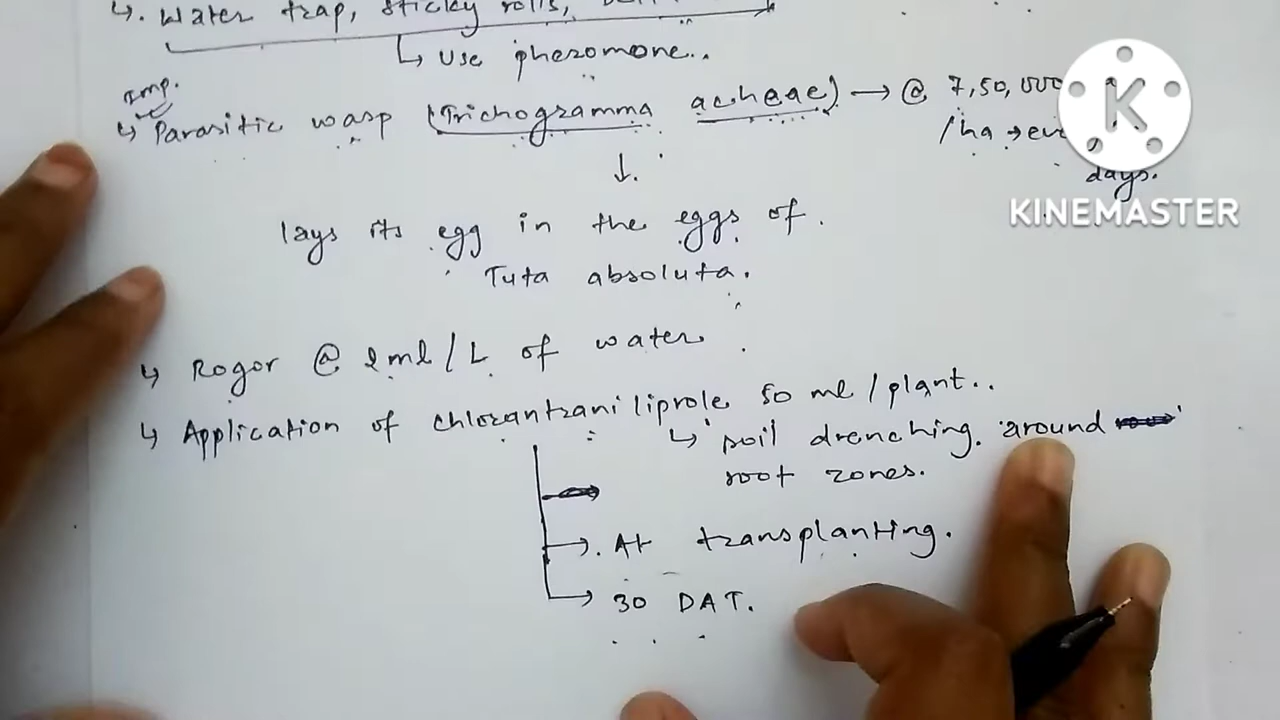 ↳. Water trap, sticky rolls,
↳ Use pheromone..
Imp.
↳ Parasitic wasp (Trichogramma acheae) → @ 7,50,000
/ha →
days.
↓.
lays its egg in the eggs of.
Tuta absoluta.
↳ Rogor @ 2ml/L of water.
↳ Application of chlorantraniliprole 50 ml/plant..
↳ soil drenching. around
root zones.
→. At transplanting.
→ 30 DAT.
KINEMASTER